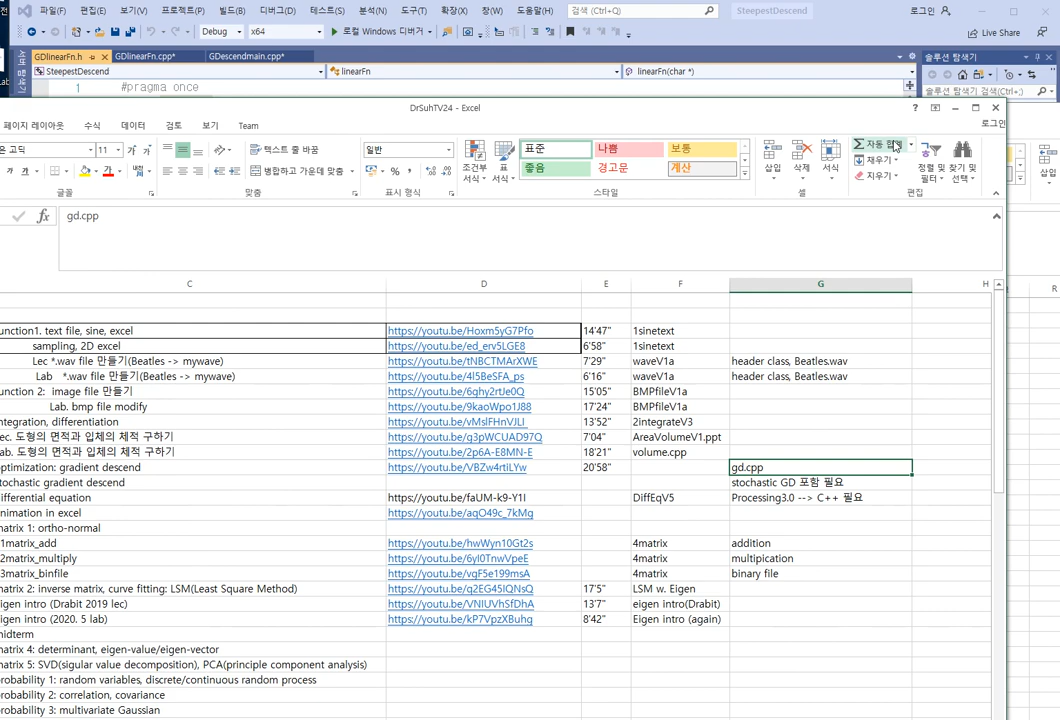 파일(F) 편집(E) 보기(V) 프로젝트(P) 빌드(B) 디버그(D) 테스트(S) 분석(N) 도구(T) 확장(X) 창(W) 도움말(H) 검색 (Ctrl+Q) SteepestDescend 로그인
Debug x64 로컬 Windows 디버거 Live Share
GDlinearFn.h GDlinearFn.cpp* GDescendmain.cpp* 솔루션 탐색기
SteepestDescend linearFn linearFn(char *)
솔루션 탐색기 검색(Ctrl+;)
1 #pragma once
DrSuhTV24 - Excel
페이지 레이아웃 수식 데이터 검토 보기 Team 로그인
은 고딕 11 가 가 텍스트 줄 바꿈 일반 표준 나쁨 보통 자동 합계
채우기
가 가 병합하고 가운데 맞춤 % , 조건부 서식 표 서식 좋음 경고문 계산 삽입 삭제 서식 지우기 정렬 및 필터 찾기 및 선택 삽입
글꼴 맞춤 표시 형식 스타일 셀 편집
fx gd.cpp
C D E F G H R
unction1. text file, sine, excel https://youtu.be/Hoxm5yG7Pfo 14'47" 1sinetext
sampling, 2D excel https://youtu.be/ed_erv5LGE8 6'58" 1sinetext
Lec *.wav file 만들기(Beatles -> mywave) https://youtu.be/tNBCTMArXWE 7'29" waveV1a header class, Beatles.wav
Lab *.wav file 만들기(Beatles -> mywave) https://youtu.be/4l5BeSFA_ps 6'16" waveV1a header class, Beatles.wav
unction 2: image file 만들기 https://youtu.be/6ghy2rtJe0Q 15'05" BMPfileV1a
Lab. bmp file modify https://youtu.be/9kaoWpo1J88 17'24" BMPfileV1a
ntegration, differentiation https://youtu.be/vMslFHnVJLI 13'52" 2integrateV3
ec. 도형의 면적과 입체의 체적 구하기 https://youtu.be/g3pWCUAD97Q 7'04" AreaVolumeV1.ppt
ab. 도형의 면적과 입체의 체적 구하기 https://youtu.be/2p6A-E8MN-E 18'21" volume.cpp
optimization: gradient descend https://youtu.be/VBZw4rtiLYw 20'58" gd.cpp
tochastic gradient descend stochastic GD 포함 필요
ifferential equation https://youtu.be/faUM-k9-Y1I DiffEqV5 Processing3.0 --> C++ 필요
nimation in excel https://youtu.be/aqO49c_7kMg
natrix 1: ortho-normal
1matrix_add https://youtu.be/hwWyn10Gt2s 4matrix addition
2matrix_multiply https://youtu.be/6yI0TnwVpeE 4matrix multipication
3matrix_binfile https://youtu.be/vgF5e199msA 4matrix binary file
natrix 2: inverse matrix, curve fitting: LSM(Least Square Method) https://youtu.be/q2EG45IQNsQ 17'5" LSM w. Eigen
igen intro (Drabit 2019 lec) https://youtu.be/VNIUVhSfDhA 13'7" eigen intro(Drabit)
igen intro (2020. 5 lab) https://youtu.be/kP7VpzXBuhg 8'42" Eigen intro (again)
nidterm
natrix 4: determinant, eigen-value/eigen-vector
natrix 5: SVD(sigular value decomposition), PCA(principle component analysis)
robability 1: random variables, discrete/continuous random process
robability 2: correlation, covariance
robability 3: multivariate Gaussian